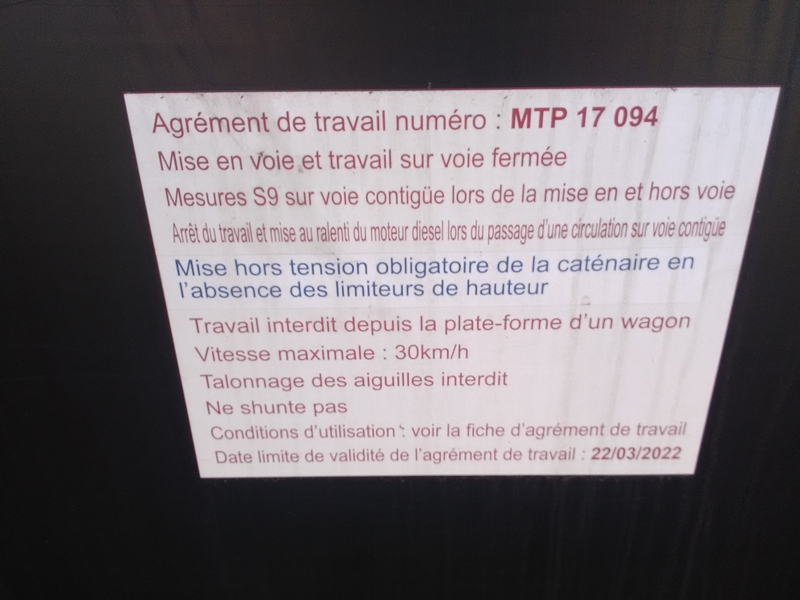 Agrément de travail numéro : MTP 17 094
Mise en voie et travail sur voie fermée
Mesures S9 sur voie contigüe lors de la mise en et hors voie
Arrêt du travail et mise au ralenti du moteur diesel lors du passage d'une circulation sur voie contigüe
Mise hors tension obligatoire de la caténaire en
l'absence des limiteurs de hauteur
Travail interdit depuis la plate-forme d'un wagon
Vitesse maximale : 30km/h
Talonnage des aiguilles interdit
Ne shunte pas
Conditions d'utilisation : voir la fiche d'agrément de travail
Date limite de validité de l'agrément de travail : 22/03/2022